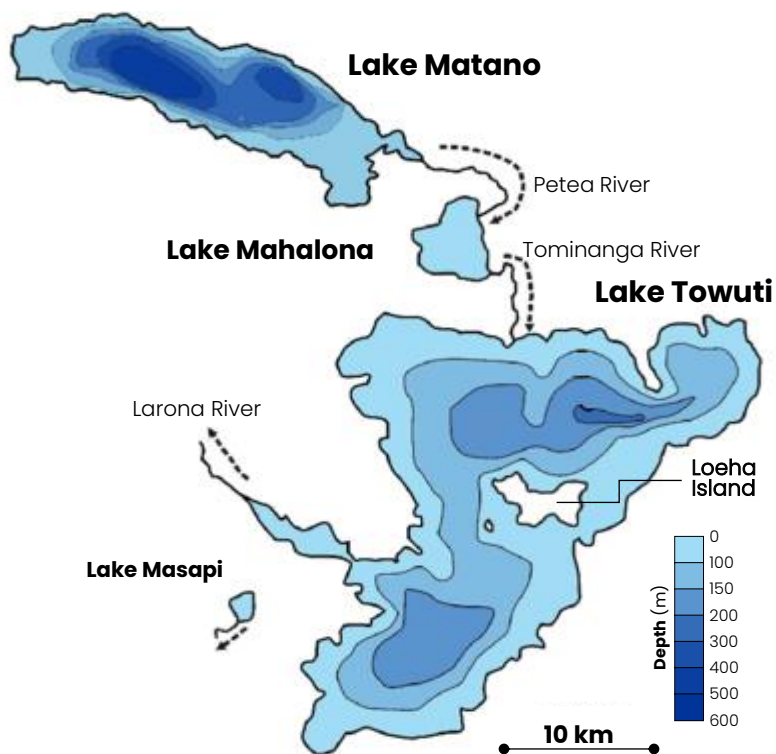 Lake Matano
Petea River
Lake Mahalona
Tominanga River
Lake Towuti
Larona River
Loeha
Island
Lake Masapi
Depth (m)
0
100
150
200
300
400
500
600
10 km